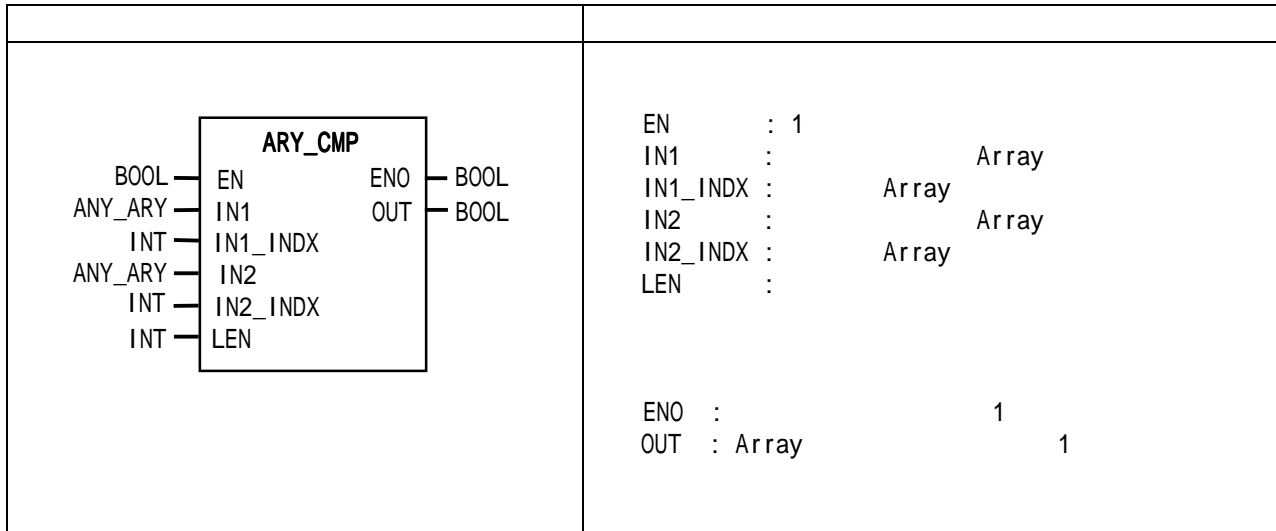 ARY_CMP
BOOL EN ENO BOOL
ANY_ARY IN1 OUT BOOL
INT IN1_INDX
ANY_ARY IN2
INT IN2_INDX
INT LEN
EN : 1
IN1 : Array
IN1_INDX : Array
IN2 : Array
IN2_INDX : Array
LEN :
ENO : 1
OUT : Array 1